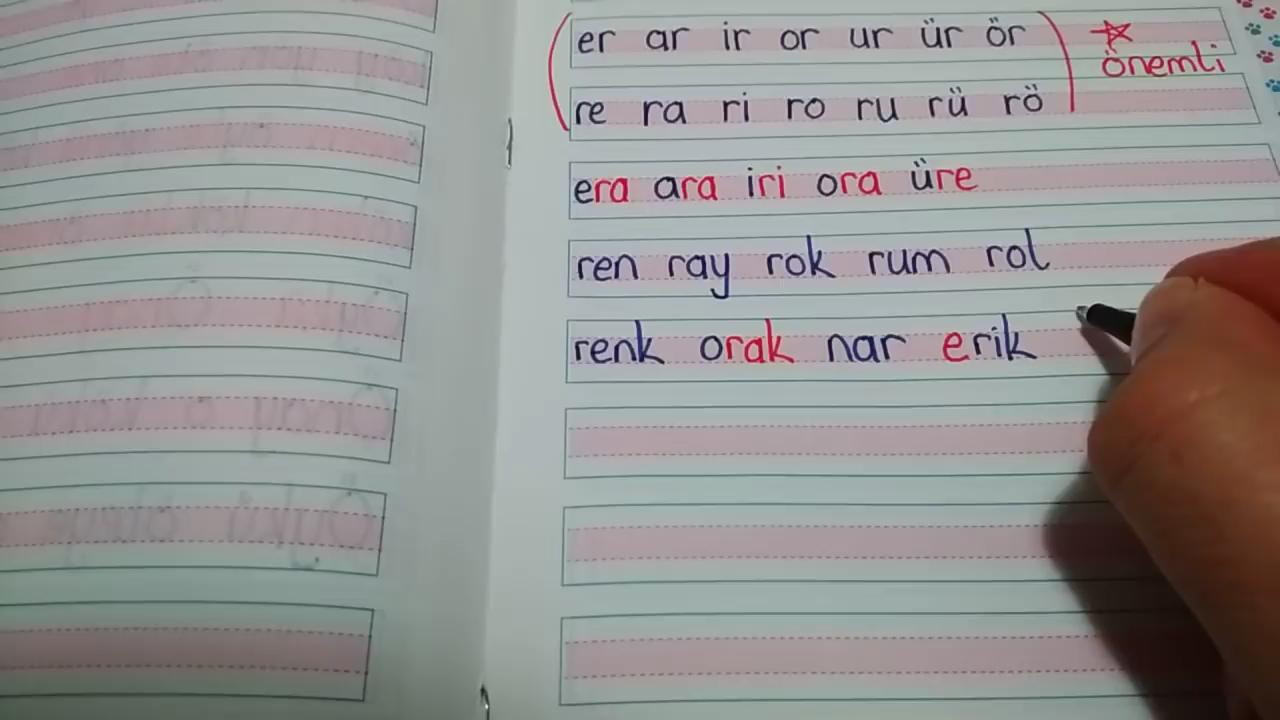 er ar ir or ur ür ör
önemli
re ra ri ro ru rü rö
era ara iri ora üre
ren ray rok rum rol
renk orak nar erik